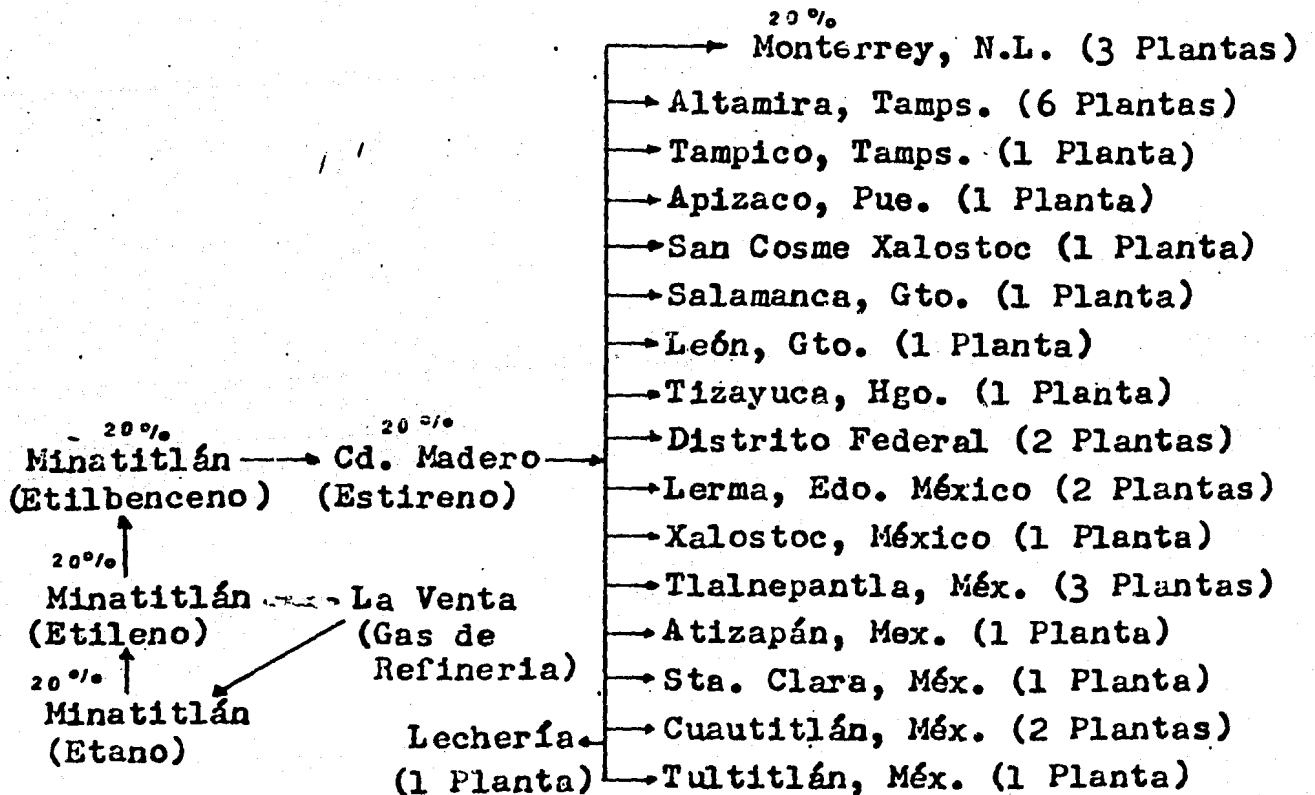 20%
Monterrey, N.L. (3 Plantas)
Altamira, Tamps. (6 Plantas)
Tampico, Tamps. (1 Planta)
Apizaco, Pue. (1 Planta)
San Cosme Xalostoc (1 Planta)
Salamanca, Gto. (1 Planta)
León, Gto. (1 Planta)
Tizayuca, Hgo. (1 Planta)
Distrito Federal (2 Plantas)
Lerma, Edo. México (2 Plantas)
Xalostoc, México (1 Planta)
Tlalnepantla, Méx. (3 Plantas)
Atizapán, Mex. (1 Planta)
Sta. Clara, Méx. (1 Planta)
Cuautitlán, Méx. (2 Plantas)
Tultitlán, Méx. (1 Planta)
20% 20%
Minatitlán Cd. Madero
(Etilbenceno) (Estireno)
20%
Minatitlán La Venta
(Etileno) (Gas de
Refineria)
20%
Minatitlán
(Etano)
Lechería
(1 Planta)